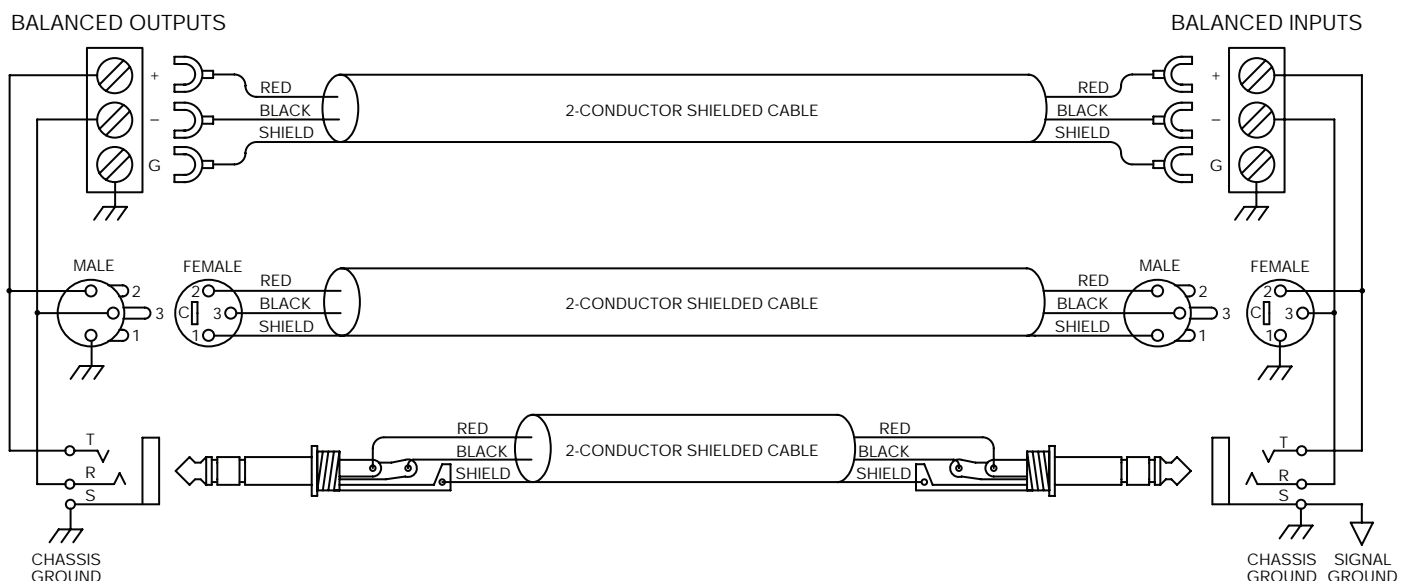 BALANCED OUTPUTS
BALANCED INPUTS
+
RED
RED
+
–
BLACK
2-CONDUCTOR SHIELDED CABLE
BLACK
–
G
SHIELD
SHIELD
G
MALE
FEMALE
MALE
FEMALE
2
2
RED
RED
2
2
3
C
3
BLACK
2-CONDUCTOR SHIELDED CABLE
BLACK
3
C
3
1
1
SHIELD
SHIELD
1
1
T
RED
RED
T
R
BLACK
2-CONDUCTOR SHIELDED CABLE
BLACK
R
S
SHIELD
SHIELD
S
CHASSIS
GROUND
CHASSIS
GROUND
SIGNAL
GROUND